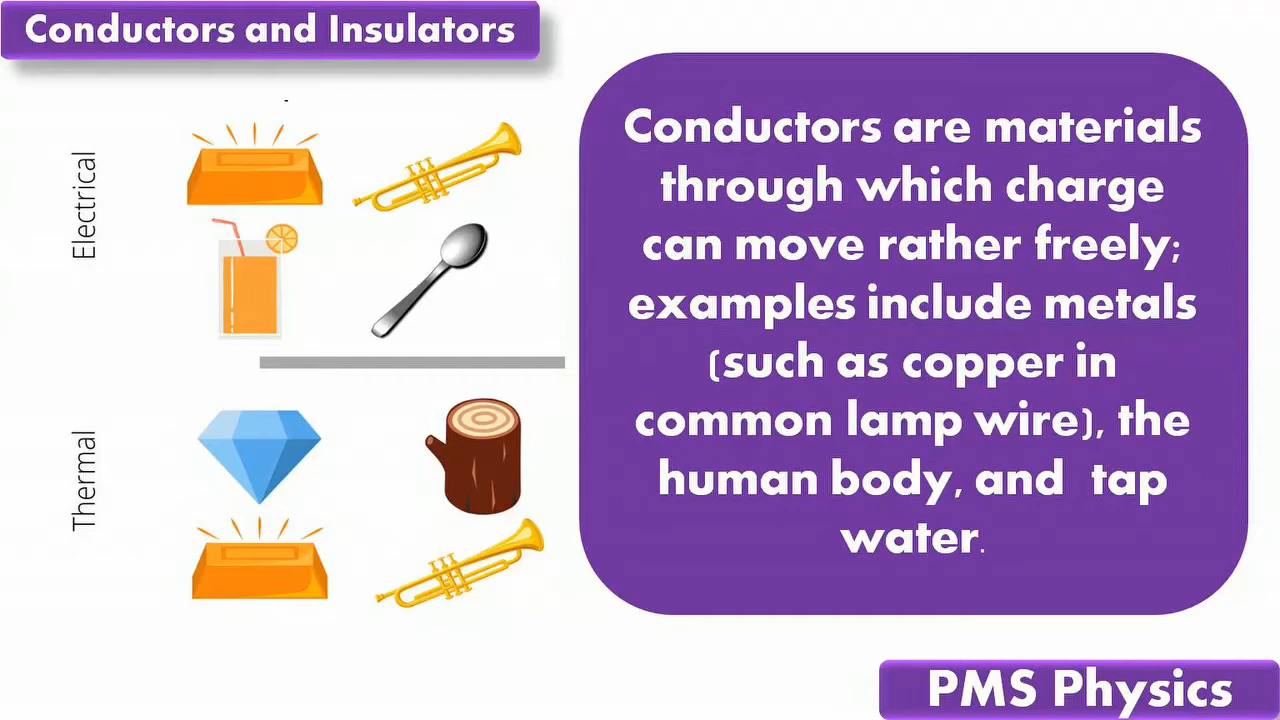 Conductors and Insulators
Electrical
Thermal
Conductors are materials
through which charge
can move rather freely;
examples include metals
(such as copper in
common lamp wire), the
human body, and tap
water.
PMS Physics